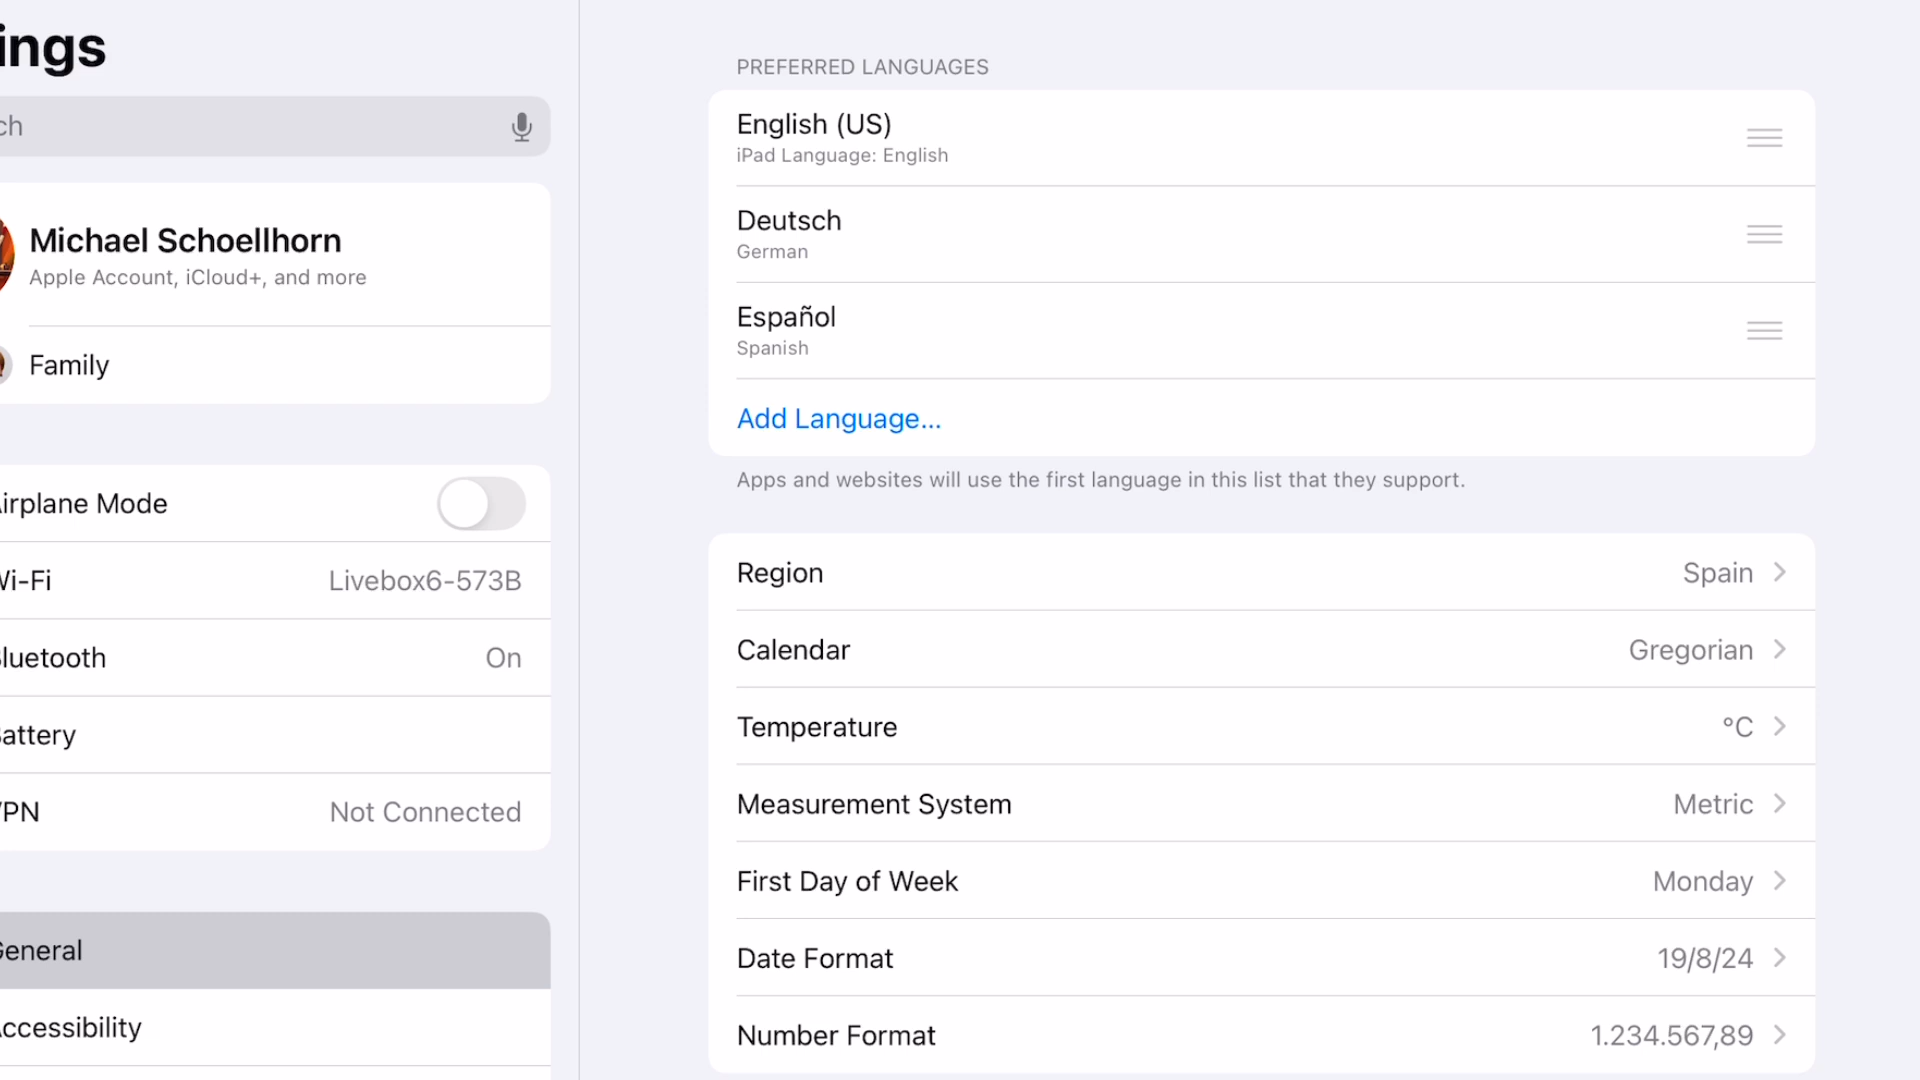 ings
ch
Michael Schoellhorn
Apple Account, iCloud+, and more
Family
irplane Mode
Wi-Fi
Livebox6-573B
luetooth
On
attery
VPN
Not Connected
General
ccessibility
PREFERRED LANGUAGES
English (US)
iPad Language: English
Deutsch
German
Español
Spanish
Add Language...
Apps and websites will use the first language in this list that they support.
Region
Spain
Calendar
Gregorian
Temperature
°C
Measurement System
Metric
First Day of Week
Monday
Date Format
19/8/24
Number Format
1.234.567,89